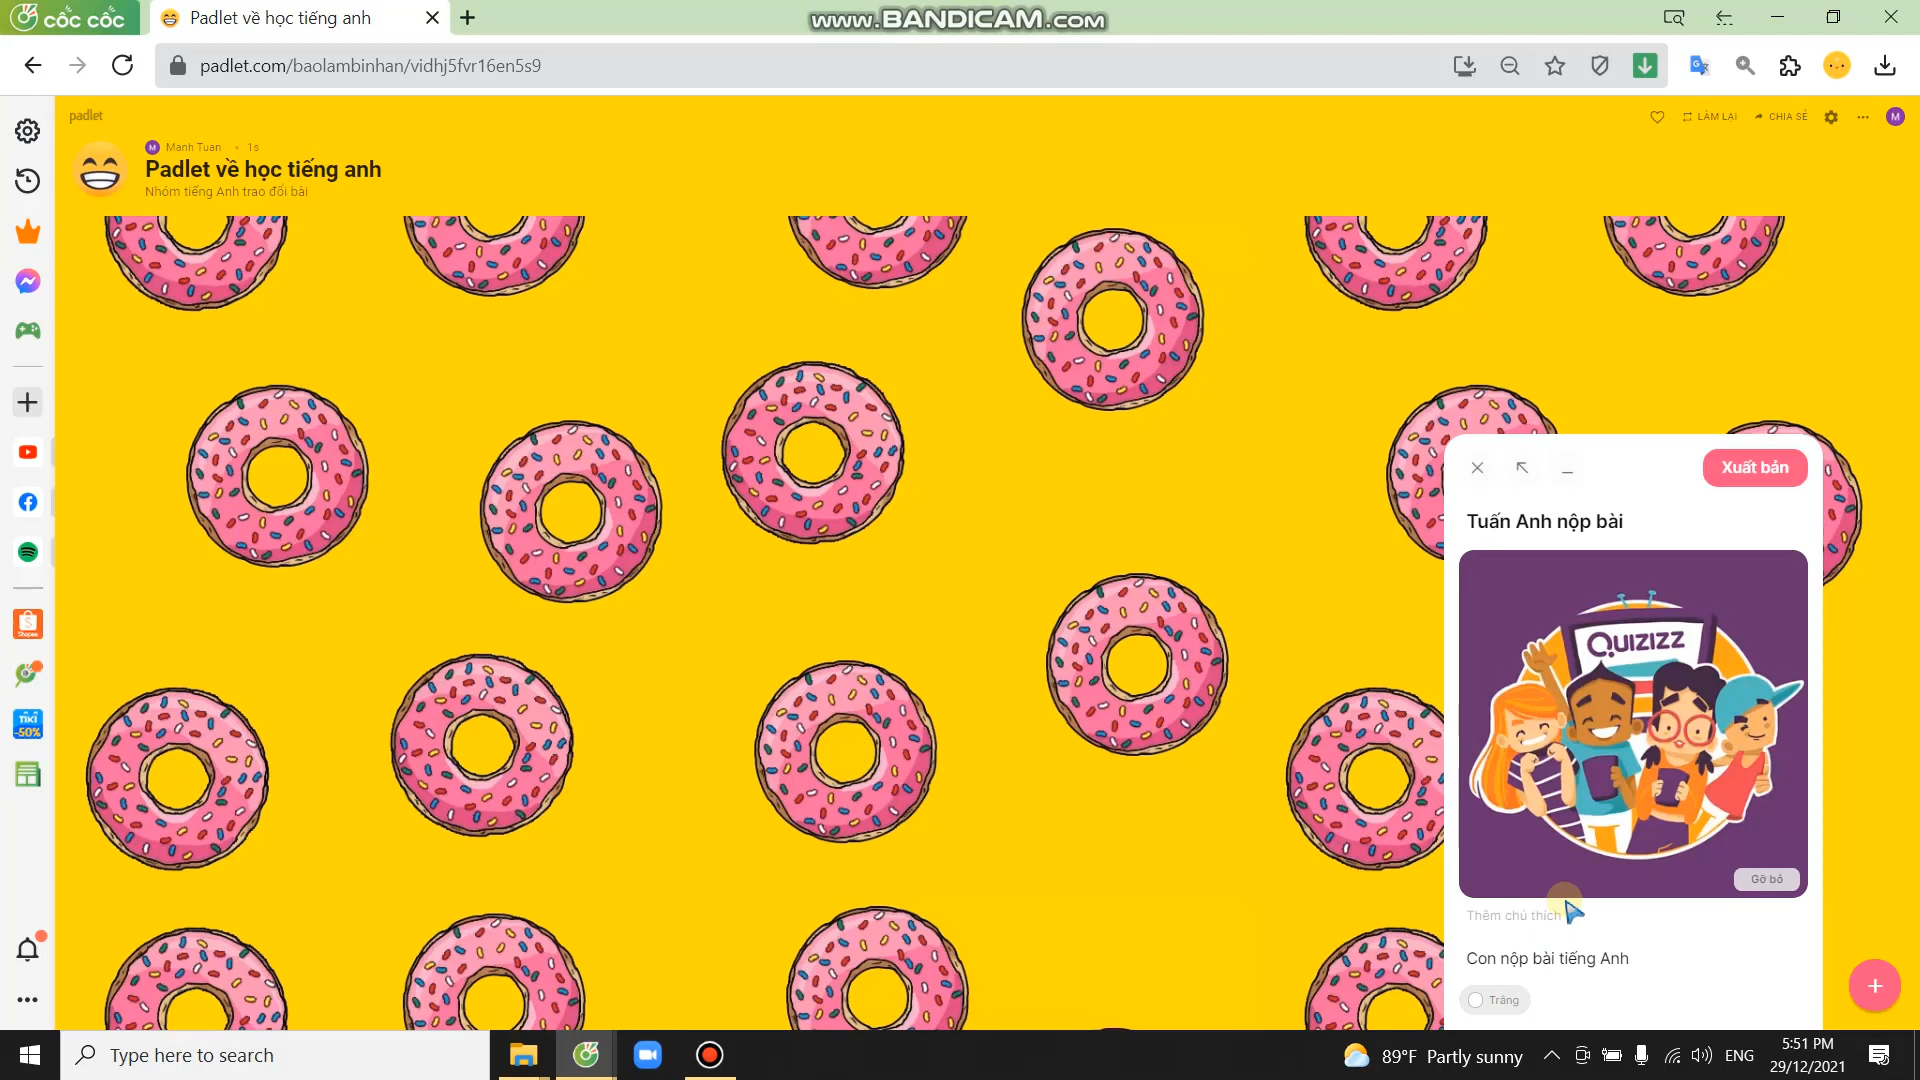 cốc cốc
Padlet về học tiếng anh
www.BANDICAM.com
padlet.com/baolambinhan/vidhj5fvr16en5s9
padlet
LÀM LẠI
CHIA SẺ
M
M Manh Tuan • 1s
Padlet về học tiếng anh
Nhóm tiếng Anh trao đổi bài
Xuất bản
Tuấn Anh nộp bài
QUIZIZZ
Gỡ bỏ
Thêm chú thích
Con nộp bài tiếng Anh
Trắng
Shopee
TIKI
-50%
Type here to search
89°F Partly sunny
ENG
5:51 PM
29/12/2021